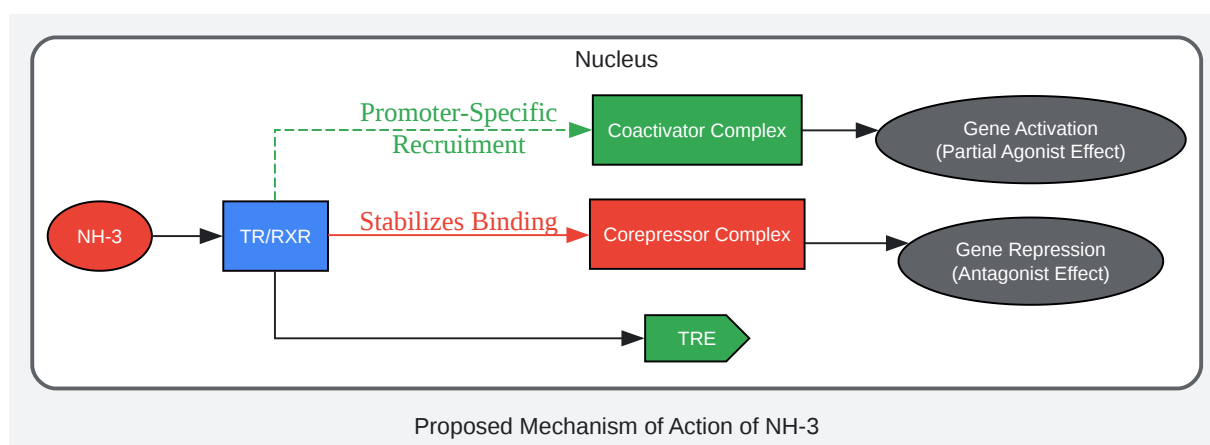 Nucleus
Promoter-Specific
Recruitment
Coactivator Complex
Gene Activation
(Partial Agonist Effect)
NH-3
TR/RXR
Stabilizes Binding
Corepressor Complex
Gene Repression
(Antagonist Effect)
TRE
Proposed Mechanism of Action of NH-3